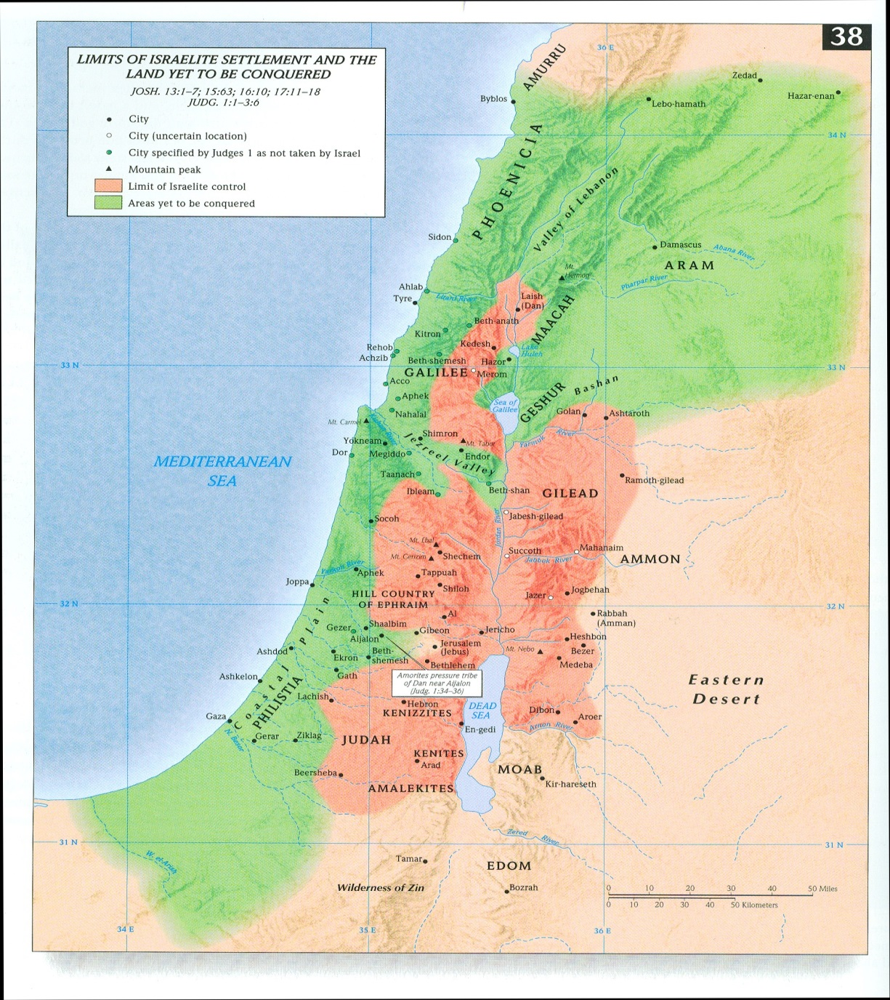 38
LIMITS OF ISRAELITE SETTLEMENT AND THE
LAND YET TO BE CONQUERED
JOSH. 13:1–7; 15:63; 16:10; 17:11–18
JUDG. 1:1–3:6
City
City (uncertain location)
City specified by Judges 1 as not taken by Israel
Mountain peak
Limit of Israelite control
Areas yet to be conquered
36 E
AMURRU
Zedad
Hazar-enan
Byblos
Lebo-hamath
34 N
PHOENICIA
Valley of Lebanon
Sidon
Damascus
Abana River
ARAM
Mt.
Hermon
Pharpar River
Ahlab
Tyre
Litani River
Laish
(Dan)
MAACAH
Beth-anath
Kitron
Kedesh
Rehob
Achzib
Lake
Huleh
Beth-shemesh
Hazor
33 N
33 N
GALILEE
Merom
Acco
Bashan
Aphek
Sea of
Galilee
GESHUR
Nahalal
Golan
Ashtaroth
Mt. Carmel
Kishon River
Shimron
Yarmuk River
Yokneam
Mt. Tabor
Dor
Megiddo
Jezreel Valley
Endor
MEDITERRANEAN
SEA
Taanach
Ramoth-gilead
Ibleam
Beth-shan
GILEAD
Socoh
Jordan River
Jabesh-gilead
Mt. Ebal
Mt. Gerizim
Shechem
Succoth
Mahanaim
Jabbok River
AMMON
Yarkon River
Aphek
Tappuah
Joppa
Shiloh
HILL COUNTRY
OF EPHRAIM
Jazer
Jogbehah
32 N
32 N
Ai
Rabbah
(Amman)
Gezer
Shaalbim
Gibeon
Jericho
Aijalon
Heshbon
Coastal Plain
Ashdod
Ekron
Beth-
shemesh
Jerusalem
(Jebus)
Mt. Nebo
Bezer
Bethlehem
Medeba
Gath
Ashkelon
Amorites pressure tribe
of Dan near Aijalon
(Judg. 1:34–36)
Eastern
Desert
PHILISTIA
Lachish
Hebron
KENIZZITES
DEAD
SEA
Dibon
Aroer
Gaza
N. Besor
En-gedi
Arnon River
Gerar
Ziklag
JUDAH
KENITES
Arad
MOAB
Beersheba
Kir-hareseth
AMALEKITES
Zered River
31 N
31 N
W. el-Arish
Tamar
EDOM
Wilderness of Zin
Bozrah
0 10 20 30 40 50 Miles
0 10 20 30 40 50 Kilometers
34 E
35 E
36 E